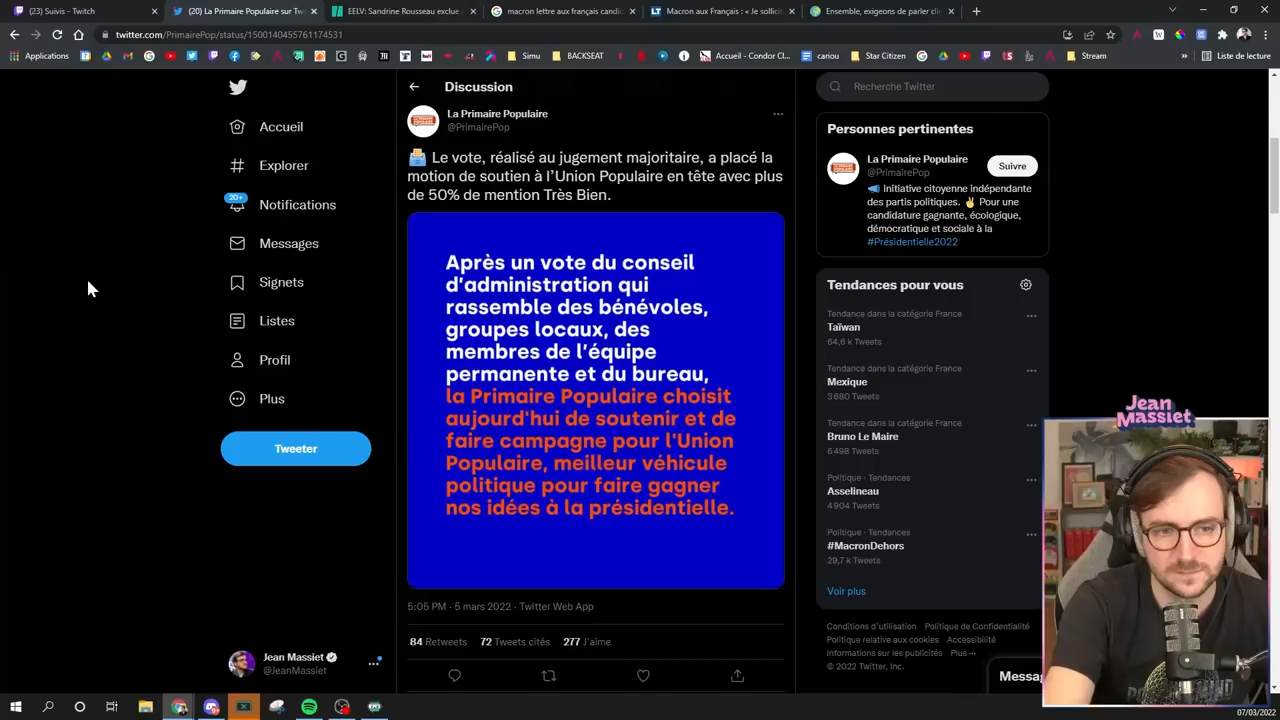 (23) Suivis - Twitch
(20) La Primaire Populaire sur Tw
EELV: Sandrine Rousseau exclue d
macron lettre aux français candid
Macron aux Français : « Je sollicit
Ensemble, exigeons de parler cli
twitter.com/PrimairePop/status/1500140455761174531
Applications
Simu
BACKSEAT
Accueil - Condor Cl...
cariou
Star Citizen
Stream
Liste de lecture
Accueil
Explorer
20+
Notifications
Messages
Signets
Listes
Profil
Plus
Tweeter
Jean Massiet
@JeanMassiet
Discussion
La Primaire Populaire
@PrimairePop
Le vote, réalisé au jugement majoritaire, a placé la
motion de soutien à l'Union Populaire en tête avec plus
de 50% de mention Très Bien.
Après un vote du conseil
d'administration qui
rassemble des bénévoles,
groupes locaux, des
membres de l'équipe
permanente et du bureau,
la Primaire Populaire choisit
aujourd'hui de soutenir et de
faire campagne pour l'Union
Populaire, meilleur véhicule
politique pour faire gagner
nos idées à la présidentielle.
5:05 PM · 5 mars 2022 · Twitter Web App
84 Retweets 72 Tweets cités 277 J'aime
Recherche Twitter
Personnes pertinentes
La Primaire Populaire
@PrimairePop
Suivre
Initiative citoyenne indépendante
des partis politiques. Pour une
candidature gagnante, écologique,
démocratique et sociale à la
#Présidentielle2022
Tendances pour vous
Tendance dans la catégorie France
Taïwan
64,6 k Tweets
Tendance dans la catégorie France
Mexique
3 680 Tweets
Tendance dans la catégorie France
Bruno Le Maire
6 498 Tweets
Politique · Tendances
Asselineau
4 904 Tweets
Politique · Tendances
#MacronDehors
29,7 k Tweets
Voir plus
Conditions d'utilisation Politique de Confidentialité
Politique relative aux cookies Accessibilité
Informations sur les publicités Plus ···
© 2022 Twitter, Inc.
Messa
Jean
Massiet
07/03/2022